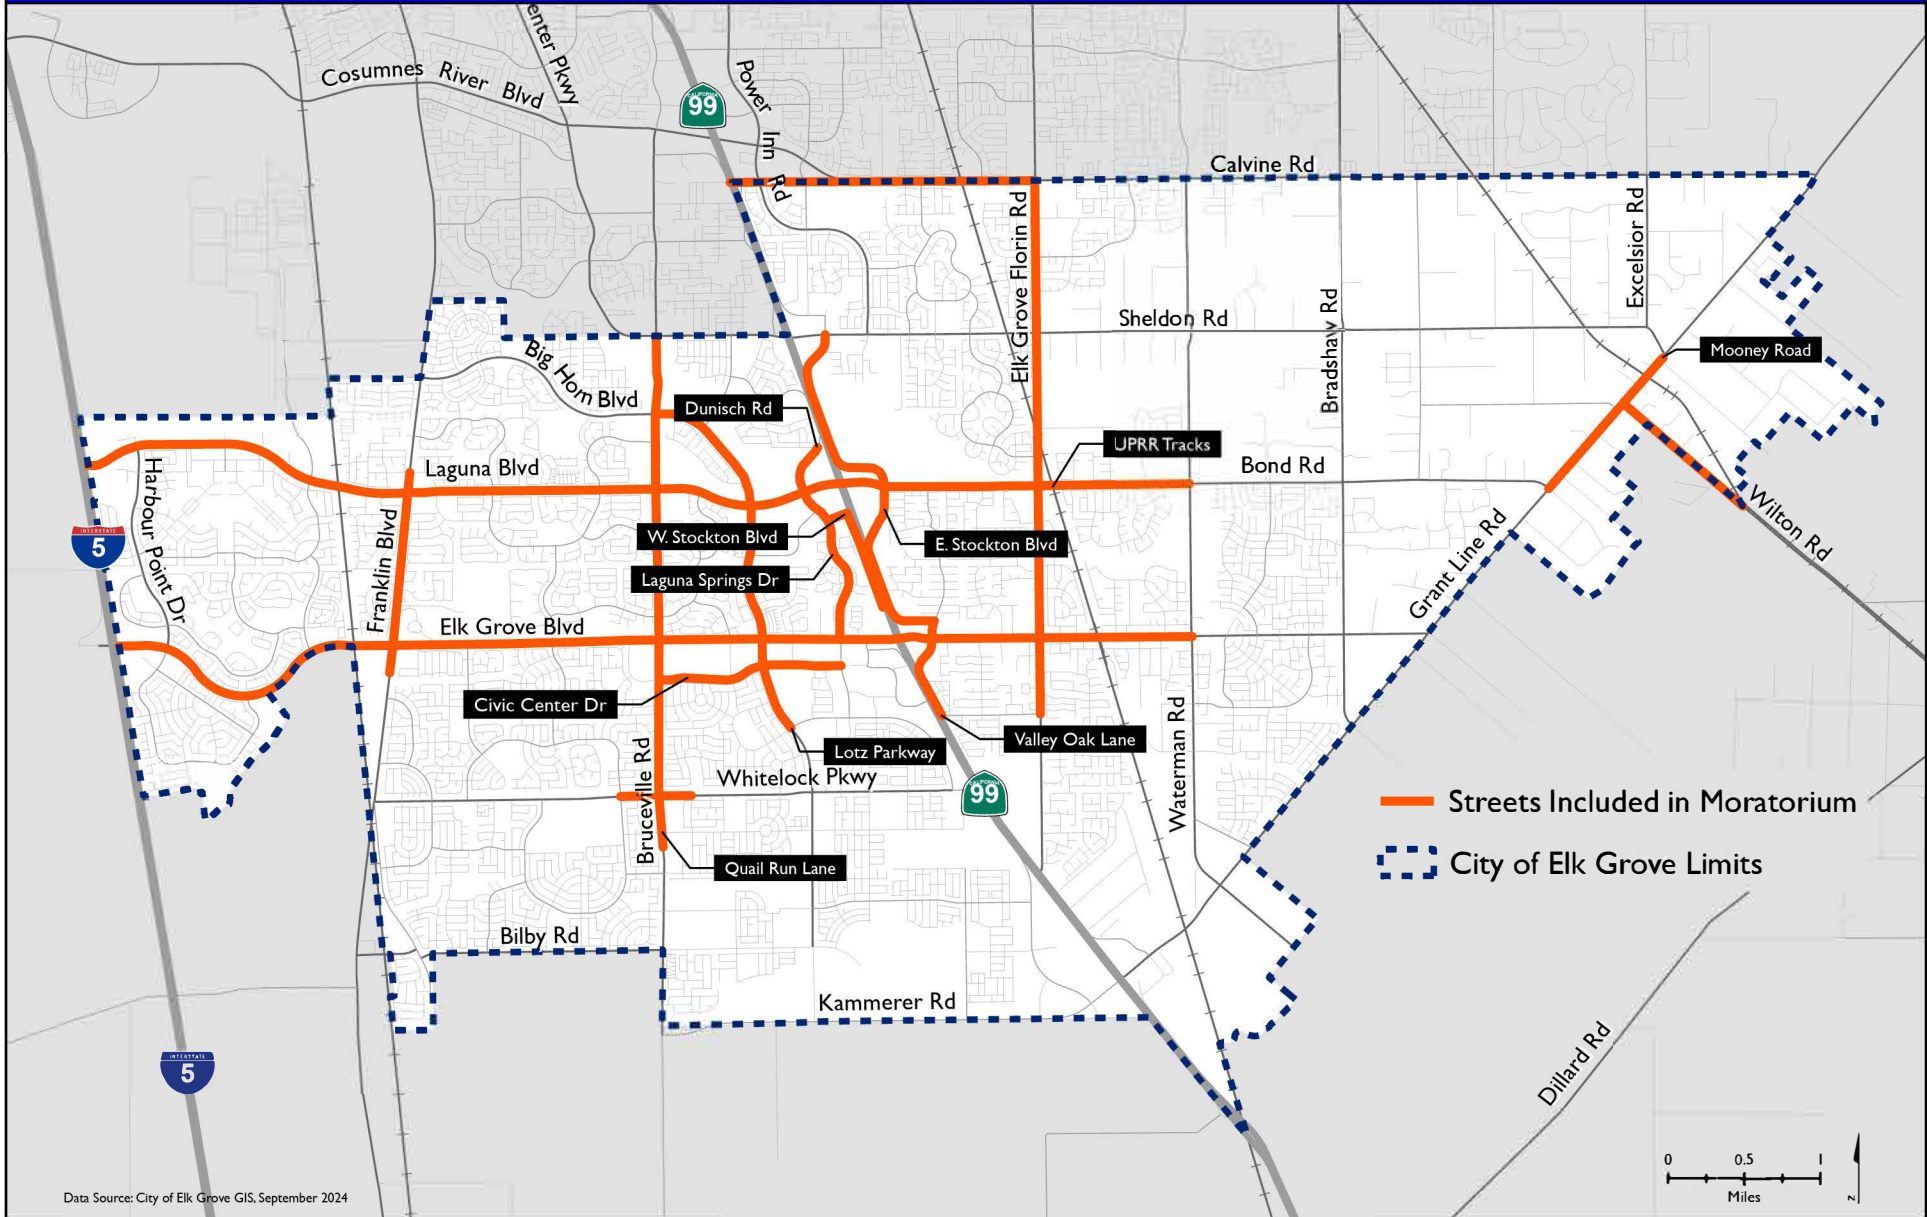 enter Pkwy
Cosumnes River Blvd
CALIFORNIA
99
Power Inn Rd
Calvine Rd
Elk Grove Florin Rd
Excelsior Rd
Sheldon Rd
Bradshaw Rd
Mooney Road
Big Horn Blvd
Dunisch Rd
UPRR Tracks
Laguna Blvd
Bond Rd
Harbour Point Dr
Wilton Rd
INTERSTATE
5
Franklin Blvd
W. Stockton Blvd
E. Stockton Blvd
Grant Line Rd
Laguna Springs Dr
Elk Grove Blvd
Civic Center Dr
Valley Oak Lane
Lotz Parkway
Waterman Rd
Bruceville Rd
Whitelock Pkwy
CALIFORNIA
99
Streets Included in Moratorium
City of Elk Grove Limits
Quail Run Lane
Bilby Rd
Kammerer Rd
INTERSTATE
5
Dillard Rd
0 0.5 1
Miles
N
Data Source: City of Elk Grove GIS, September 2024